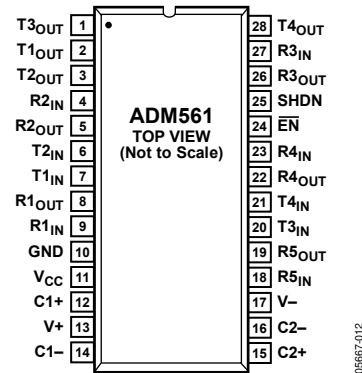 T3OUT 1
T1OUT 2
T2OUT 3
R2IN 4
R2OUT 5
T2IN 6
T1IN 7
R1OUT 8
R1IN 9
GND 10
VCC 11
C1+ 12
V+ 13
C1– 14
ADM561
TOP VIEW
(Not to Scale)
28 T4OUT
27 R3IN
26 R3OUT
25 SHDN
24 E̅N̅
23 R4IN
22 R4OUT
21 T4IN
20 T3IN
19 R5OUT
18 R5IN
17 V–
16 C2–
15 C2+
05667-012